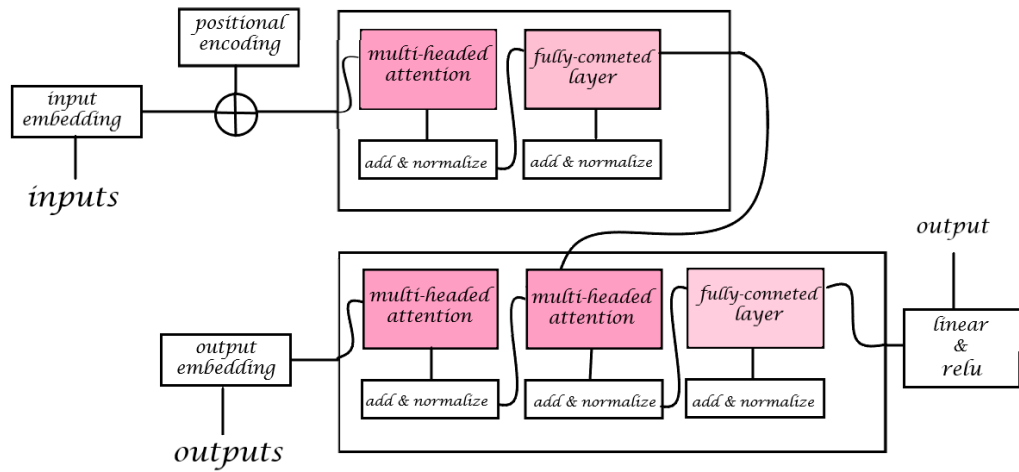 positional
encoding
input
embedding
inputs
multi-headed
attention
fully-conneted
layer
add & normalize
add & normalize
output
embedding
outputs
multi-headed
attention
multi-headed
attention
fully-conneted
layer
add & normalize
add & normalize
add & normalize
output
linear
&
relu